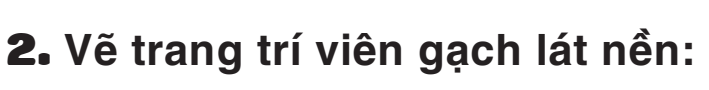 2. Vẽ trang trí viên gạch lát nền: